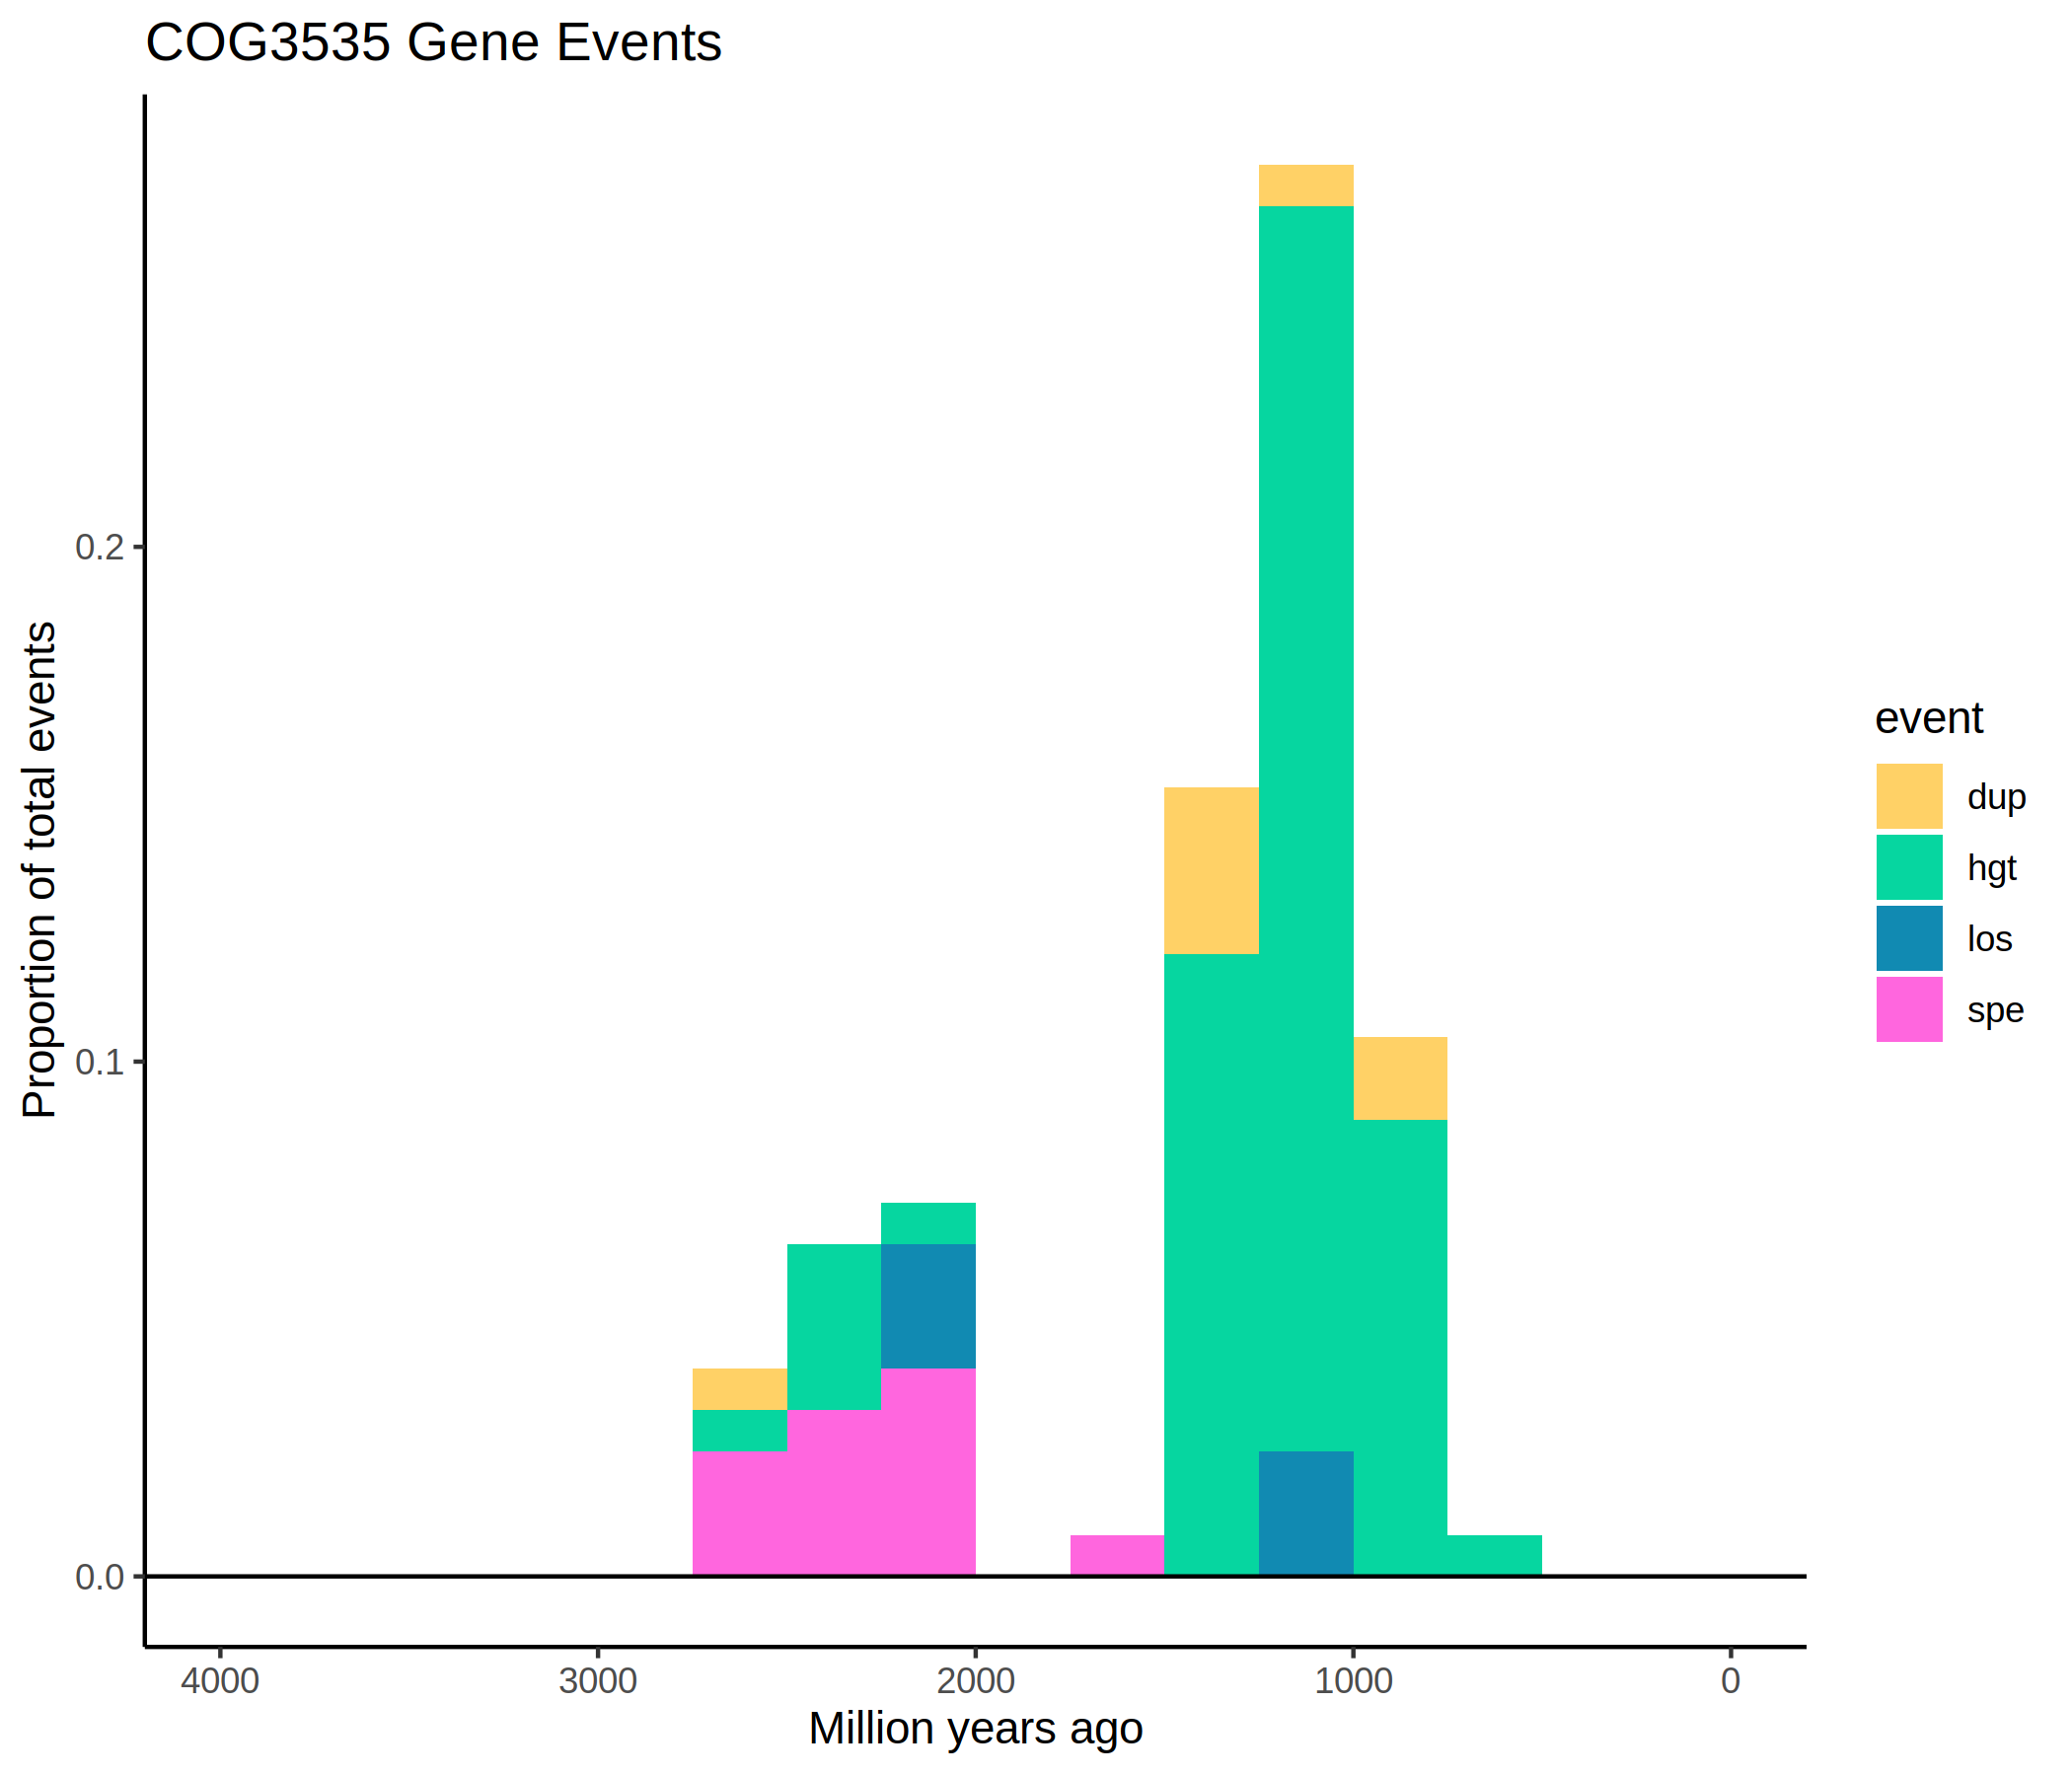 COG3535 Gene Events
Proportion of total events
0.2
0.1
0.0
4000 3000 2000 1000 0
Million years ago
event
dup
hgt
los
spe